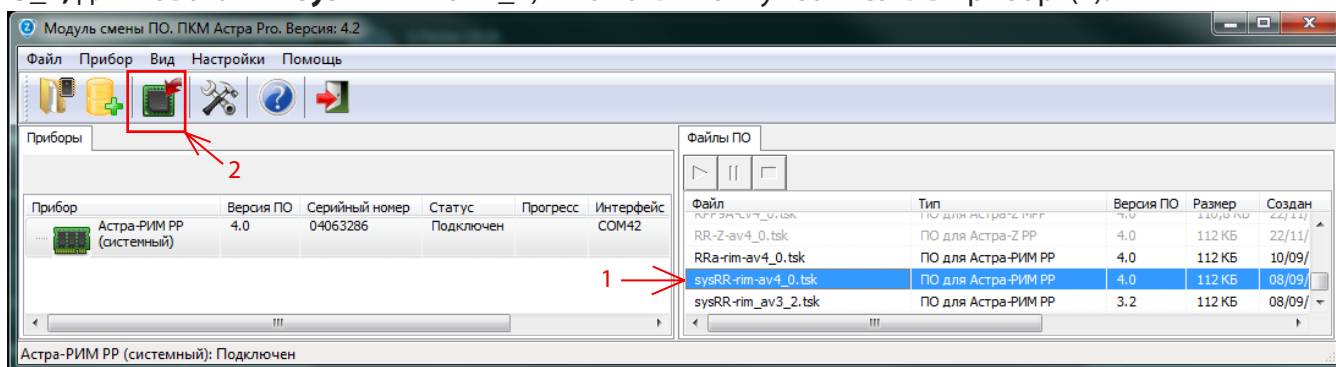 Модуль смены ПО. ПКМ Астра Pro. Версия: 4.2
Файл Прибор Вид Настройки Помощь
2
Приборы
Прибор Версия ПО Серийный номер Статус Прогресс Интерфейс
Астра-РИМ РР (системный) 4.0 04063286 Подключен COM42
Файлы ПО
Файл Тип Версия ПО Размер Создан
RR-Z-av4_0.tsk ПО для Астра-Z РР 4.0 112 КБ 22/11/
RRa-rim-av4_0.tsk ПО для Астра-РИМ РР 4.0 112 КБ 10/09/
1
sysRR-rim-av4_0.tsk ПО для Астра-РИМ РР 4.0 112 КБ 08/09/
sysRR-rim_av3_2.tsk ПО для Астра-РИМ РР 3.2 112 КБ 08/09/
Астра-РИМ РР (системный): Подключен